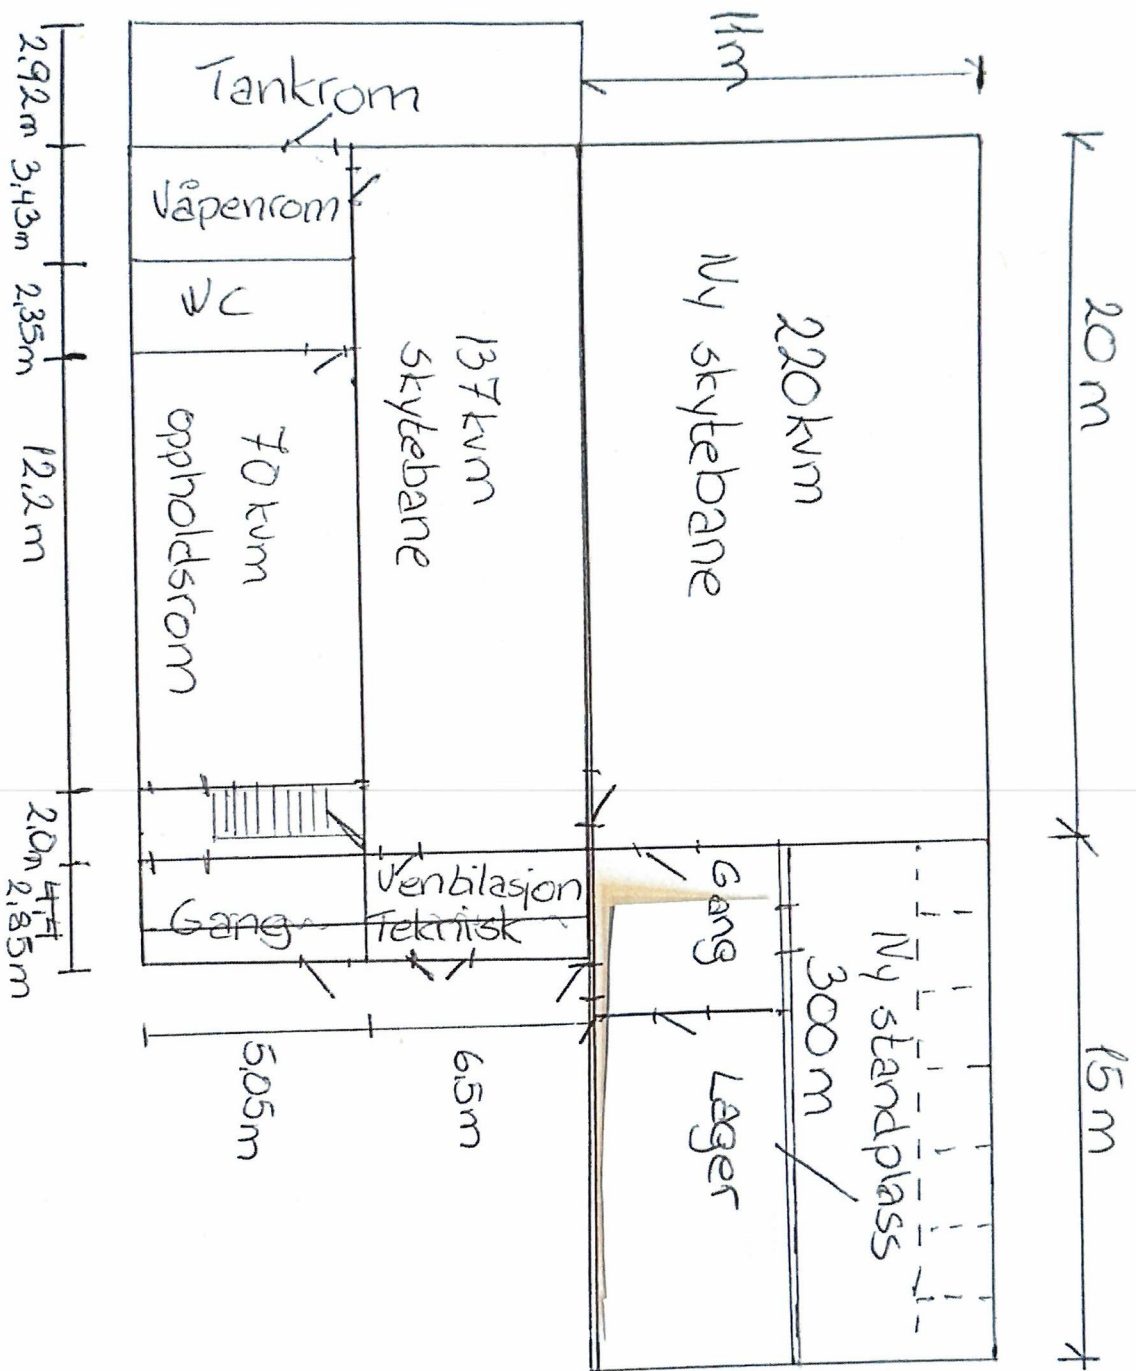 Tankrom
Våpenrom
WC
70 kvm
oppholdsrom
137 kvm
skytebane
220 kvm
Ny skytebane
Ventilasjon
Teknisk
Gang
Gang
Lager
300 m
Ny standplass
11m
20 m
15 m
2,92 m
3,43m
2,35m
12,2 m
2,0m
2,85m
5,05m
6,5m